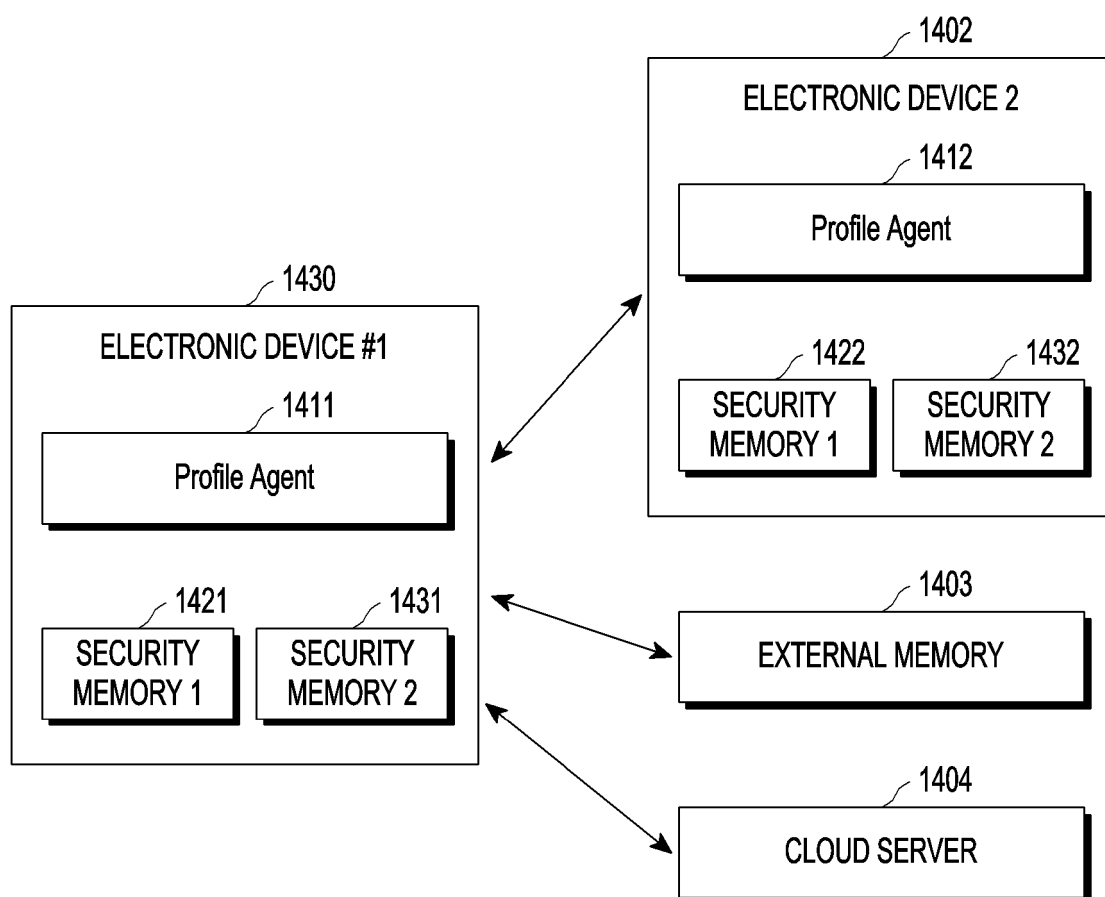 1402
ELECTRONIC DEVICE 2
1412
Profile Agent
1422
1432
SECURITY
MEMORY 1
SECURITY
MEMORY 2
1430
ELECTRONIC DEVICE #1
1411
Profile Agent
1421
1431
SECURITY
MEMORY 1
SECURITY
MEMORY 2
1403
EXTERNAL MEMORY
1404
CLOUD SERVER